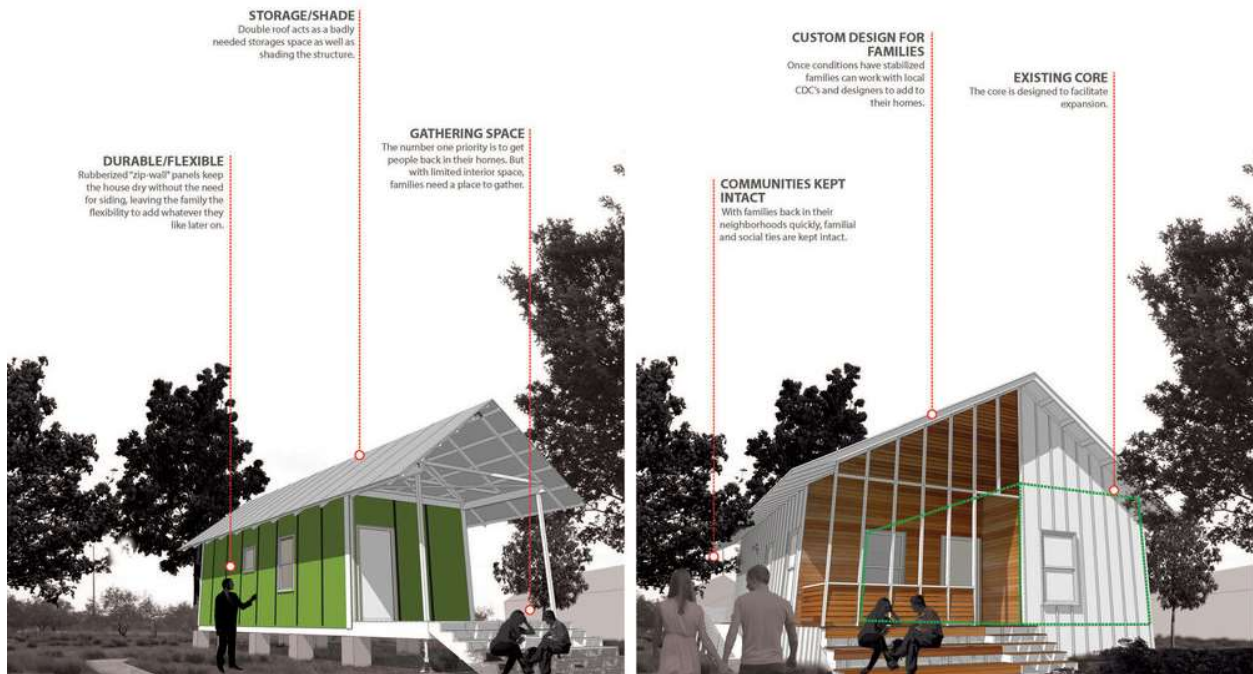 STORAGE/SHADE
Double roof acts as a badly
needed storages space as well as
shading the structure.
GATHERING SPACE
The number one priority is to get
people back in their homes. But
with limited interior space,
families need a place to gather.
DURABLE/FLEXIBLE
Rubberized "zip-wall" panels keep
the house dry without the need
for siding, leaving the family the
flexibility to add whatever they
like later on.
CUSTOM DESIGN FOR
FAMILIES
Once conditions have stabilized
families can work with local
CDC's and designers to add to
their homes.
EXISTING CORE
The core is designed to facilitate
expansion.
COMMUNITIES KEPT
INTACT
With families back in their
neighborhoods quickly, familial
and social ties are kept intact.